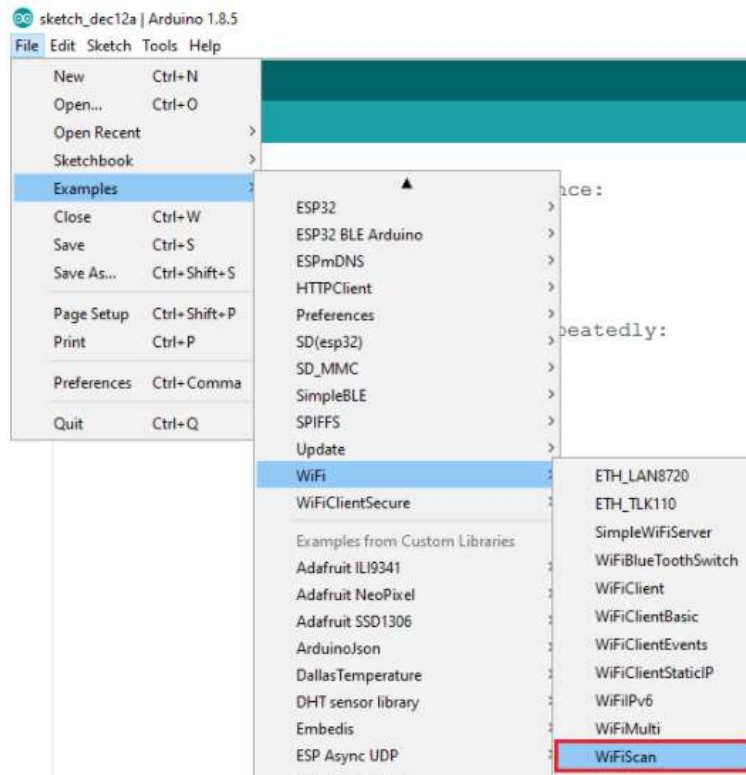 sketch_dec12a | Arduino 1.8.5
File Edit Sketch Tools Help
New Ctrl+N
Open... Ctrl+O
Open Recent >
Sketchbook >
Examples >
Close Ctrl+W
Save Ctrl+S
Save As... Ctrl+Shift+S
Page Setup Ctrl+Shift+P
Print Ctrl+P
Preferences Ctrl+Comma
Quit Ctrl+Q
▲
ESP32 >
ESP32 BLE Arduino >
ESPmDNS >
HTTPClient >
Preferences >
SD(esp32) >
SD_MMC >
SimpleBLE >
SPIFFS >
Update >
WiFi >
WiFiClientSecure >
Examples from Custom Libraries
Adafruit ILI9341 >
Adafruit NeoPixel >
Adafruit SSD1306 >
ArduinoJson >
DallasTemperature >
DHT sensor library >
Embedis >
ESP Async UDP >
nce:
peatedly:
ETH_LAN8720
ETH_TLK110
SimpleWiFiServer
WiFiBlueToothSwitch
WiFiClient
WiFiClientBasic
WiFiClientEvents
WiFiClientStaticIP
WiFiIPv6
WiFiMulti
WiFiScan